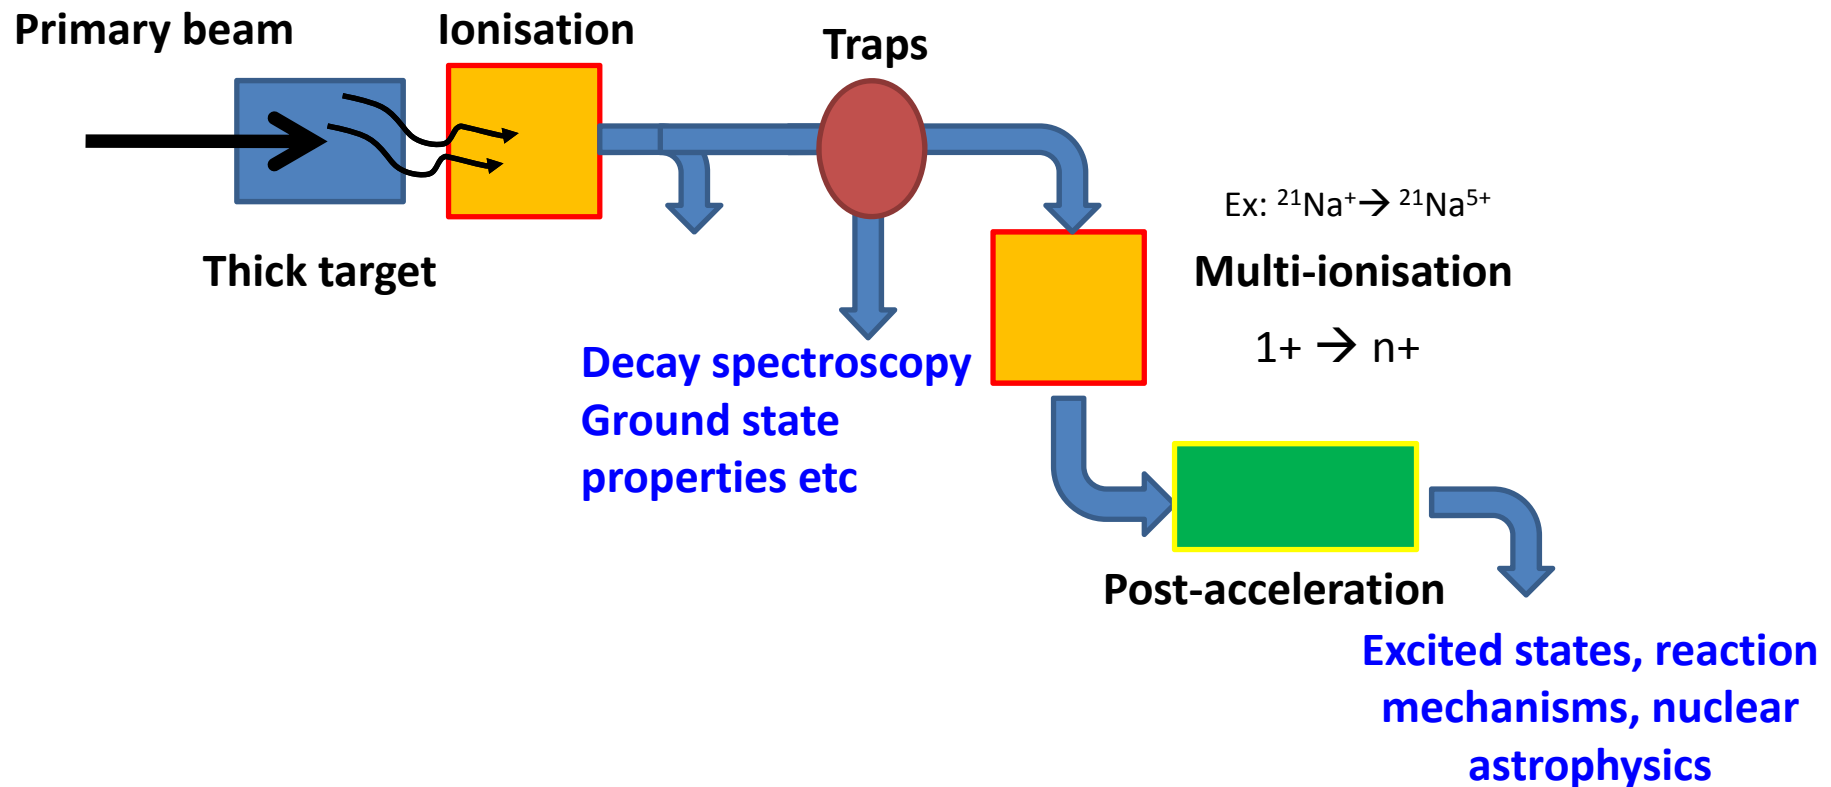 Primary beam
Ionisation
Traps
Thick target
Ex: ²¹Na⁺→ ²¹Na⁵⁺
Multi-ionisation
1+ → n+
Decay spectroscopy
Ground state
properties etc
Post-acceleration
Excited states, reaction
mechanisms, nuclear
astrophysics